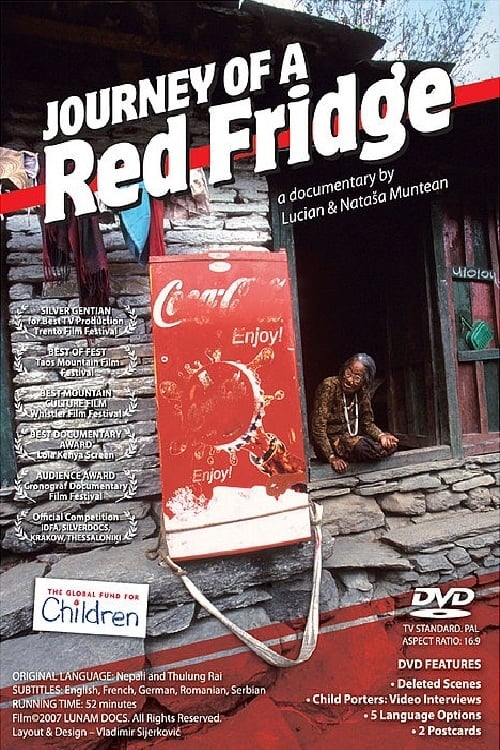 JOURNEY OF A
Red Fridge
a documentary by
Lucian & Nataša Muntean
Coca-Cola
Enjoy!
Enjoy!
SILVER GENTIAN
for Best TV Production
Trento Film Festival
BEST OF FEST
Taos Mountain Film
Festival
BEST MOUNTAIN
CULTURE FILM
Whistler Film Festival
BEST DOCUMENTARY
AWARD
Lola Kenya Screen
AUDIENCE AWARD
Cronograf Documentary
Film Festival
Official Competition
IDFA, SILVERDOCS,
KRAKOW, THESSALONIKI
THE GLOBAL FUND FOR
Children
ORIGINAL LANGUAGE: Nepali and Thulung Rai
SUBTITLES: English, French, German, Romanian, Serbian
RUNNING TIME: 52 minutes
Film©2007 LUNAM DOCS. All Rights Reserved.
Layout & Design – Vladimir Sijerković
DVD
TV STANDARD. PAL
ASPECT RATIO: 16:9
DVD FEATURES
• Deleted Scenes
• Child Porters: Video Interviews
• 5 Language Options
• 2 Postcards